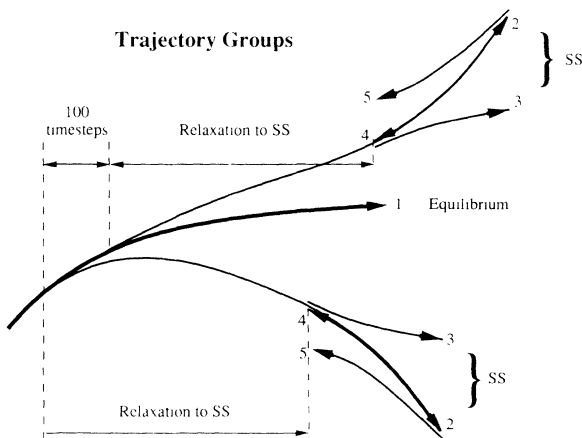 Trajectory Groups
2
SS
5
3
100
timesteps
Relaxation to SS
4
1 Equilibrium
4
3
5
SS
Relaxation to SS
2